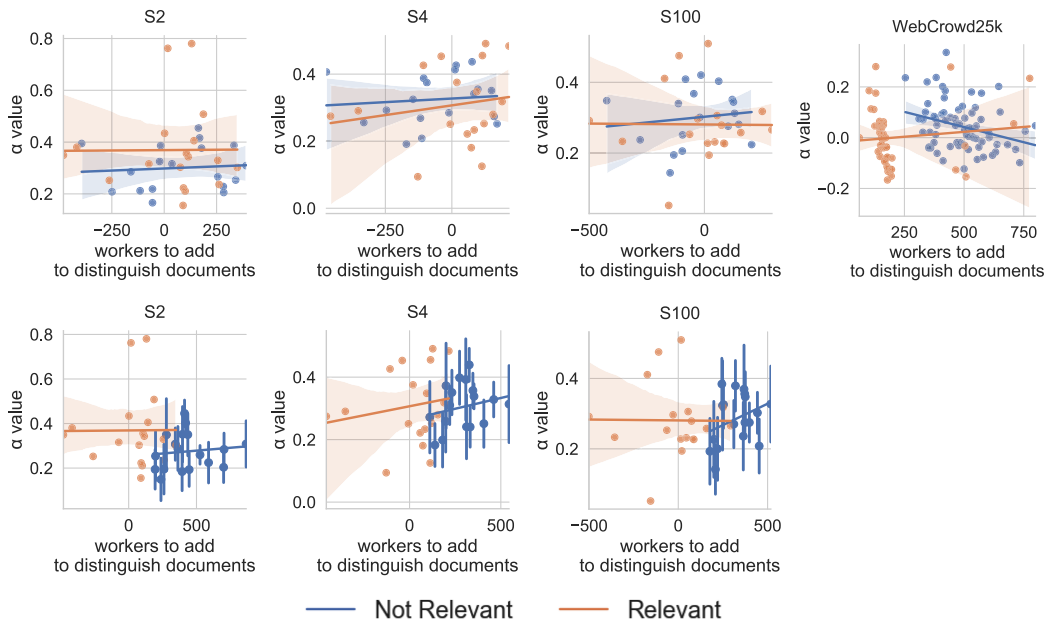 S2
S4
S100
WebCrowd25k
0.8
0.6
0.4
0.2
α value
−250
0
250
workers to add
to distinguish documents
0.4
0.2
0.0
α value
−250
0
workers to add
to distinguish documents
0.4
0.2
α value
−500
0
workers to add
to distinguish documents
0.2
0.0
−0.2
α value
250
500
750
workers to add
to distinguish documents
S2
S4
S100
0.8
0.6
0.4
0.2
α value
0
500
workers to add
to distinguish documents
0.4
0.2
0.0
α value
0
500
workers to add
to distinguish documents
0.4
0.2
α value
−500
0
500
workers to add
to distinguish documents
Not Relevant
Relevant